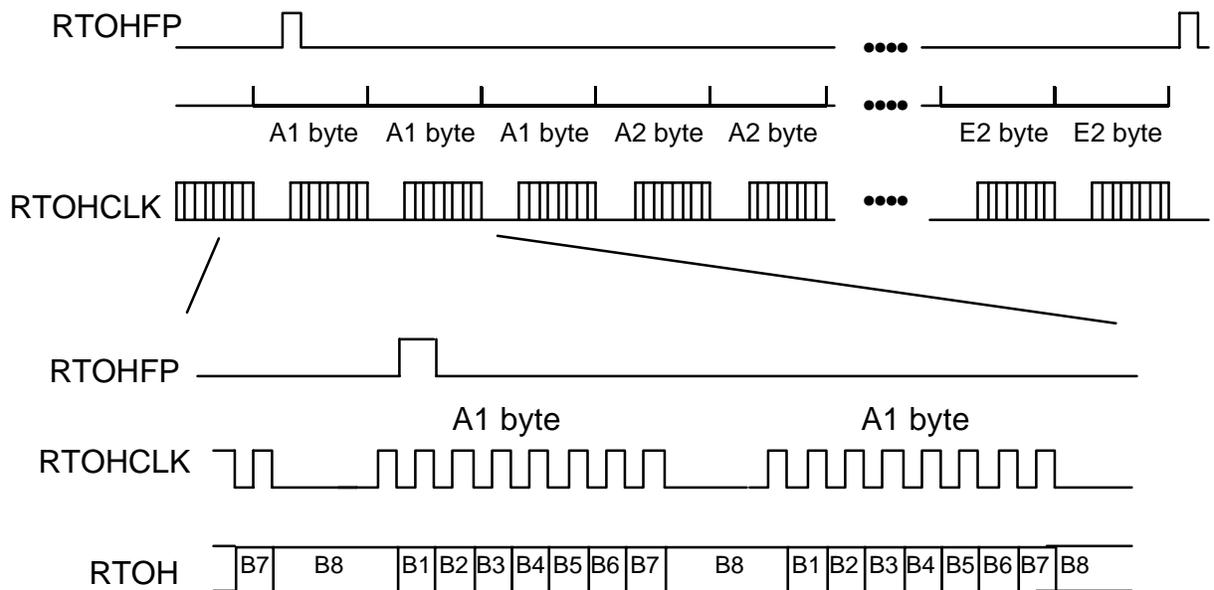 RTOHFP
A1 byte A1 byte A1 byte A2 byte A2 byte E2 byte E2 byte
RTOHCLK
RTOHFP
A1 byte A1 byte
RTOHCLK
RTOH B7 B8 B1 B2 B3 B4 B5 B6 B7 B8 B1 B2 B3 B4 B5 B6 B7 B8